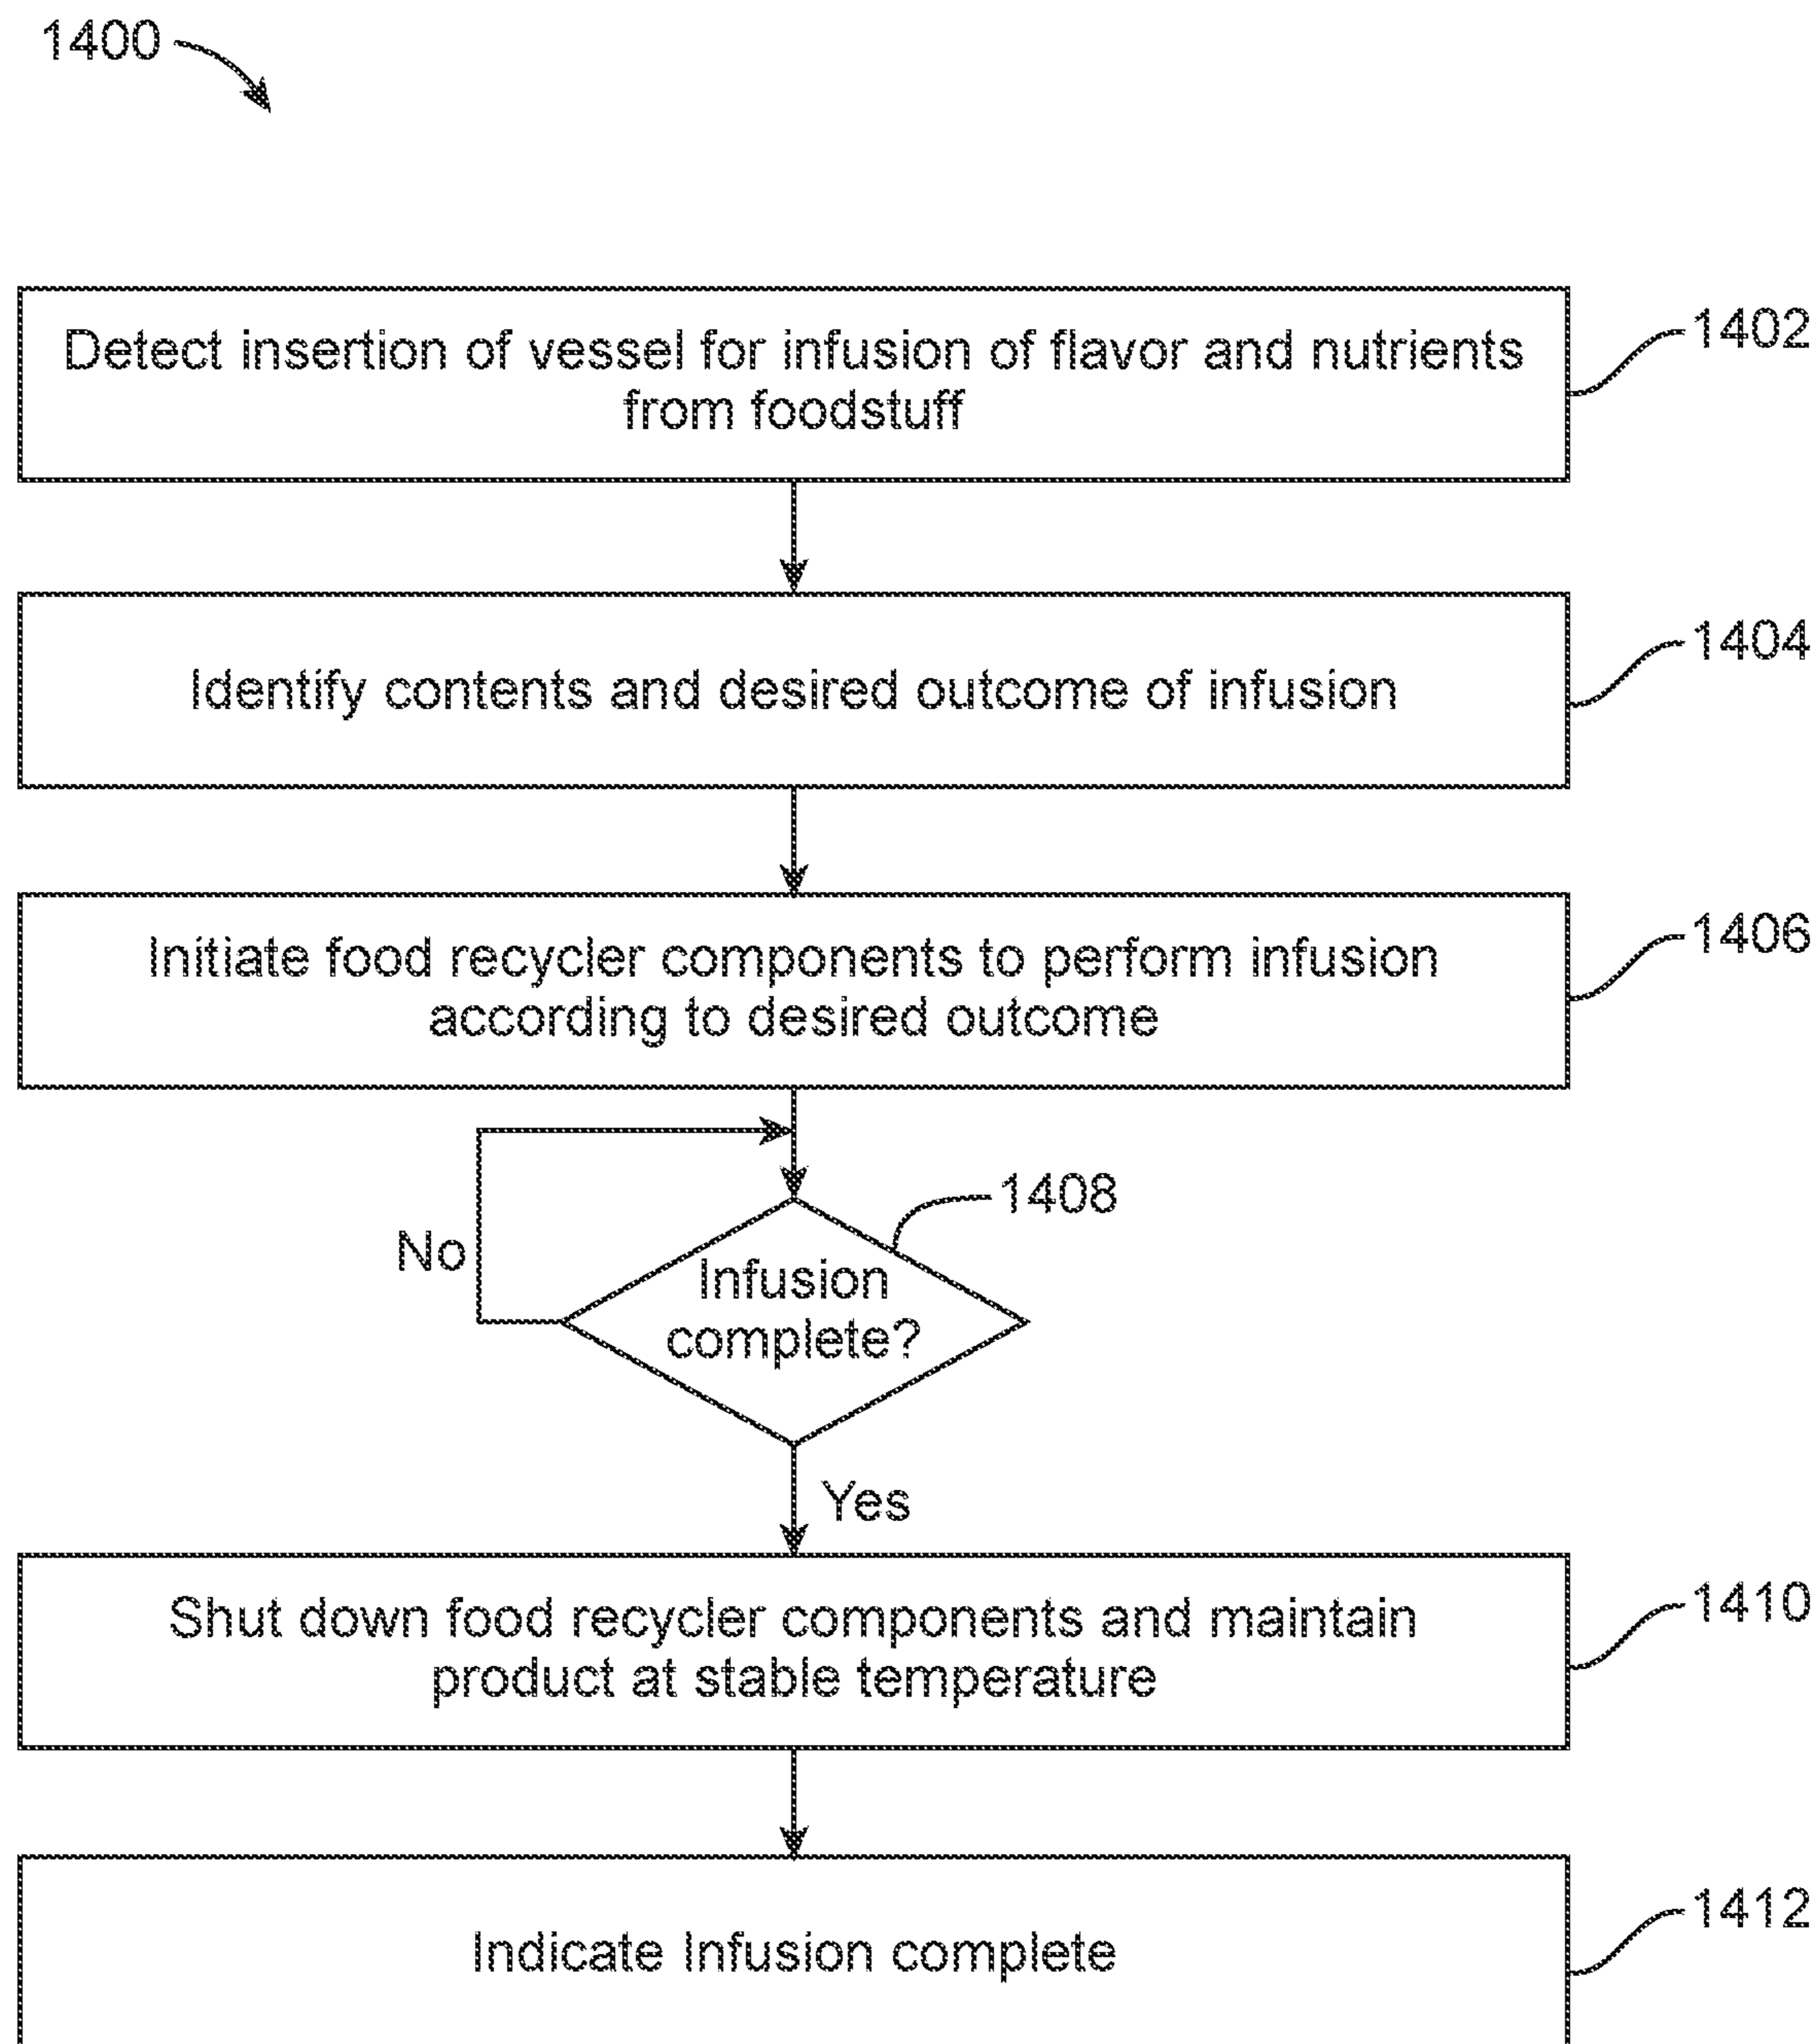 1400
Detect insertion of vessel for infusion of flavor and nutrients
from foodstuff
1402
Identify contents and desired outcome of infusion
1404
Initiate food recycler components to perform infusion
according to desired outcome
1406
1408
No
Infusion
complete?
Yes
Shut down food recycler components and maintain
product at stable temperature
1410
Indicate Infusion complete
1412